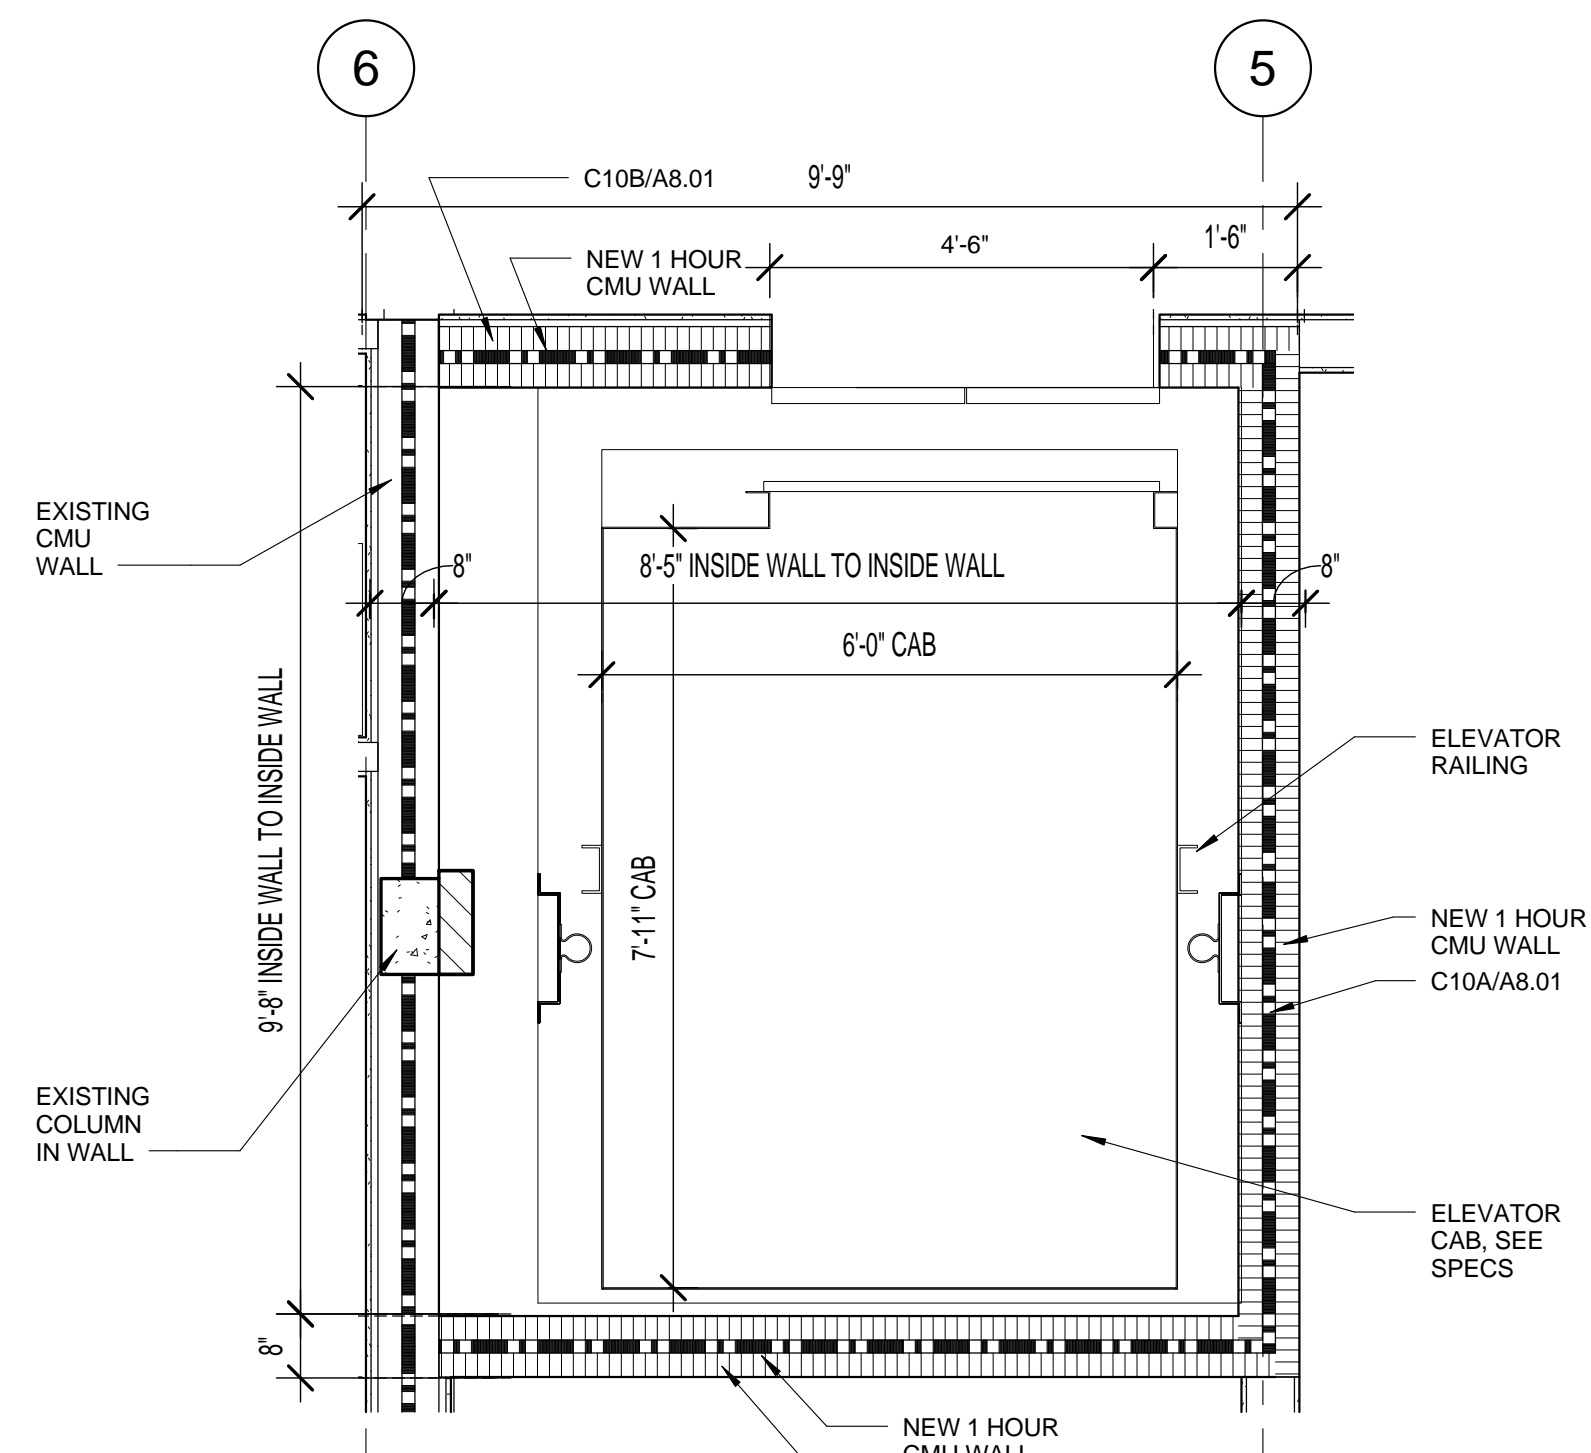 6
5
C10B/A8.01
9'-9"
4'-6"
1'-6"
NEW 1 HOUR
CMU WALL
EXISTING
CMU
WALL
8"
8'-5" INSIDE WALL TO INSIDE WALL
8"
6'-0" CAB
9'-8" INSIDE WALL TO INSIDE WALL
7'-11" CAB
ELEVATOR
RAILING
NEW 1 HOUR
CMU WALL
C10A/A8.01
EXISTING
COLUMN
IN WALL
ELEVATOR
CAB, SEE
SPECS
8"
NEW 1 HOUR
CMU WALL